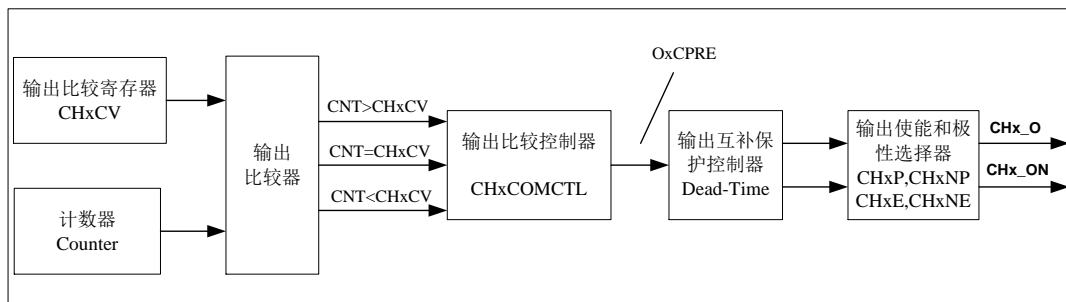 输出比较寄存器
CHxCV
计数器
Counter
输出
比较器
CNT>CHxCV
CNT=CHxCV
CNT<CHxCV
输出比较控制器
CHxCOMCTL
OxCPRE
输出互补保
护控制器
Dead-Time
输出使能和极
性选择器
CHxP,CHxNP
CHxE,CHxNE
CHx_O
CHx_ON